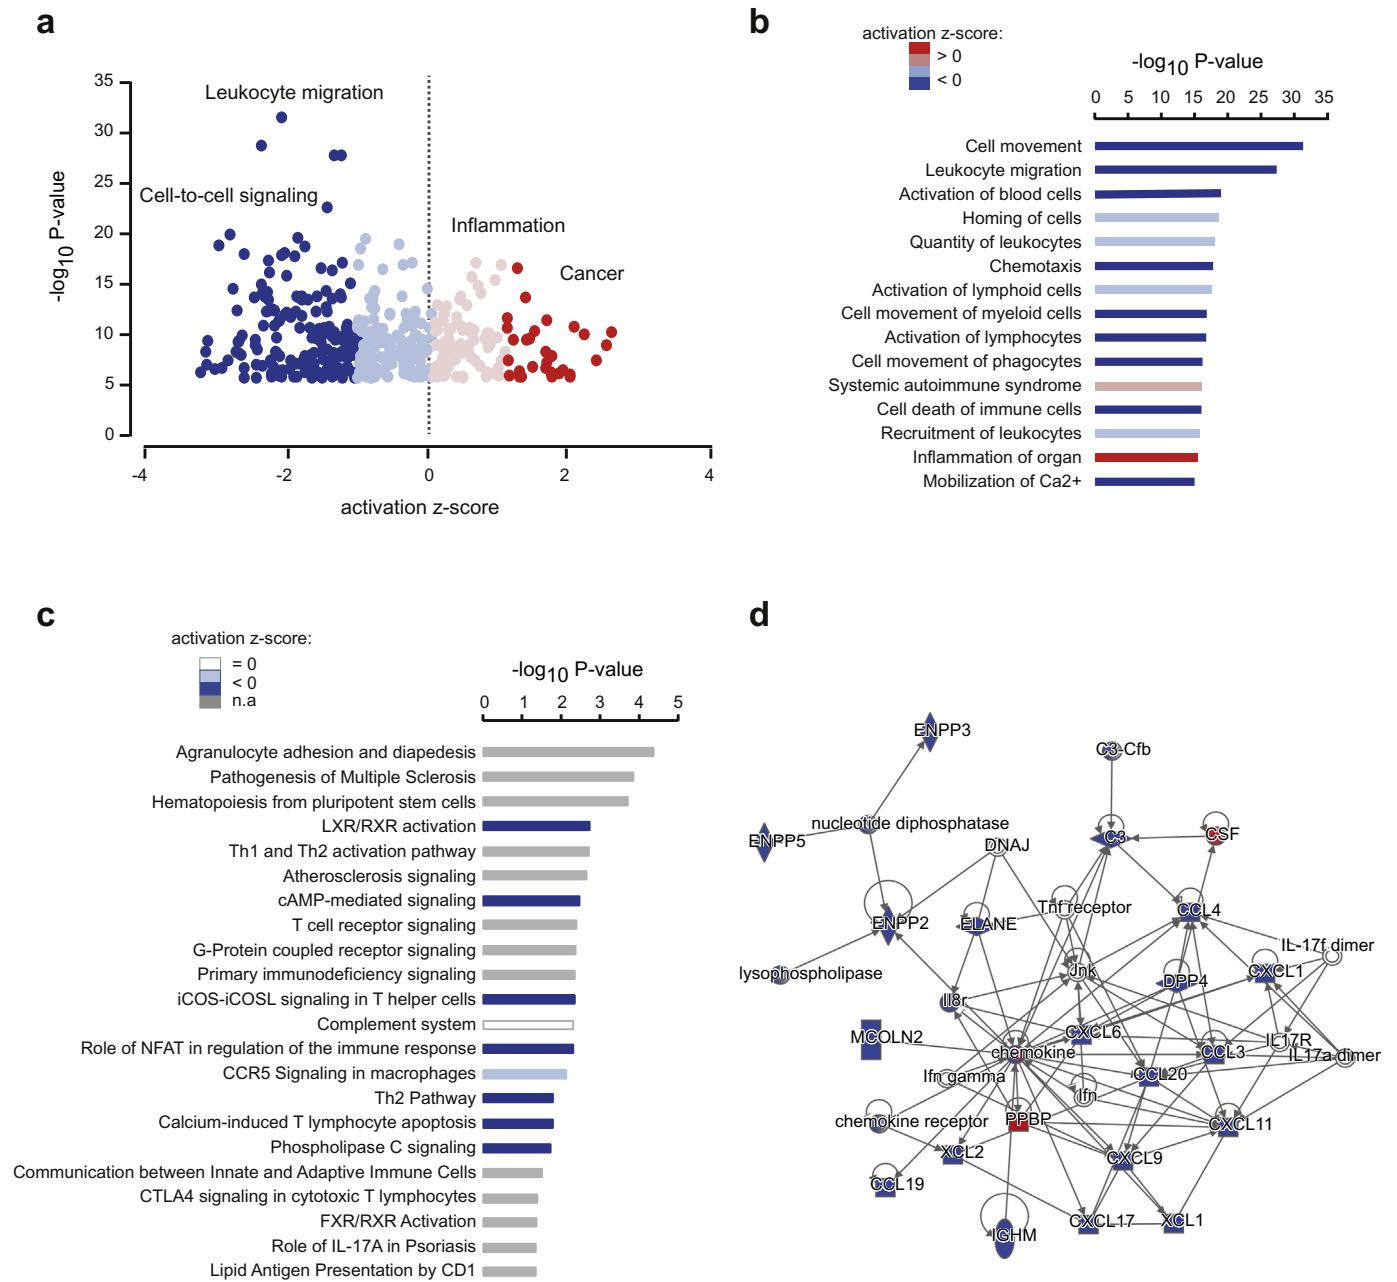 a
35
30
25
20
15
10
5
0
-log10 P-value
Leukocyte migration
Cell-to-cell signaling
Inflammation
Cancer
-4
-2
0
2
4
activation z-score
b
activation z-score:
> 0
< 0
-log10 P-value
0 5 10 15 20 25 30 35
Cell movement
Leukocyte migration
Activation of blood cells
Homing of cells
Quantity of leukocytes
Chemotaxis
Activation of lymphoid cells
Cell movement of myeloid cells
Activation of lymphocytes
Cell movement of phagocytes
Systemic autoimmune syndrome
Cell death of immune cells
Recruitment of leukocytes
Inflammation of organ
Mobilization of Ca2+
c
activation z-score:
= 0
< 0
n.a
-log10 P-value
0 1 2 3 4 5
Agranulocyte adhesion and diapedesis
Pathogenesis of Multiple Sclerosis
Hematopoiesis from pluripotent stem cells
LXR/RXR activation
Th1 and Th2 activation pathway
Atherosclerosis signaling
cAMP-mediated signaling
T cell receptor signaling
G-Protein coupled receptor signaling
Primary immunodeficiency signaling
iCOS-iCOSL signaling in T helper cells
Complement system
Role of NFAT in regulation of the immune response
CCR5 Signaling in macrophages
Th2 Pathway
Calcium-induced T lymphocyte apoptosis
Phospholipase C signaling
Communication between Innate and Adaptive Immune Cells
CTLA4 signaling in cytotoxic T lymphocytes
FXR/RXR Activation
Role of IL-17A in Psoriasis
Lipid Antigen Presentation by CD1
d
ENPP3
C3-Cfb
nucleotide diphosphatase
ENPP5
DNAJ
C3
CSF
Tnf receptor
CCL4
ENPP2
ELANE
IL-17f dimer
lysophospholipase
Jnk
DPP4
CXCL1
Il8r
MCOLN2
CXCL6
chemokine
CCL3
IL17R
IL17a dimer
Ifn gamma
CCL20
Ifn
chemokine receptor
PPBP
CXCL11
XCL2
CXCL9
CCL19
IGHM
CXCL17
XCL1